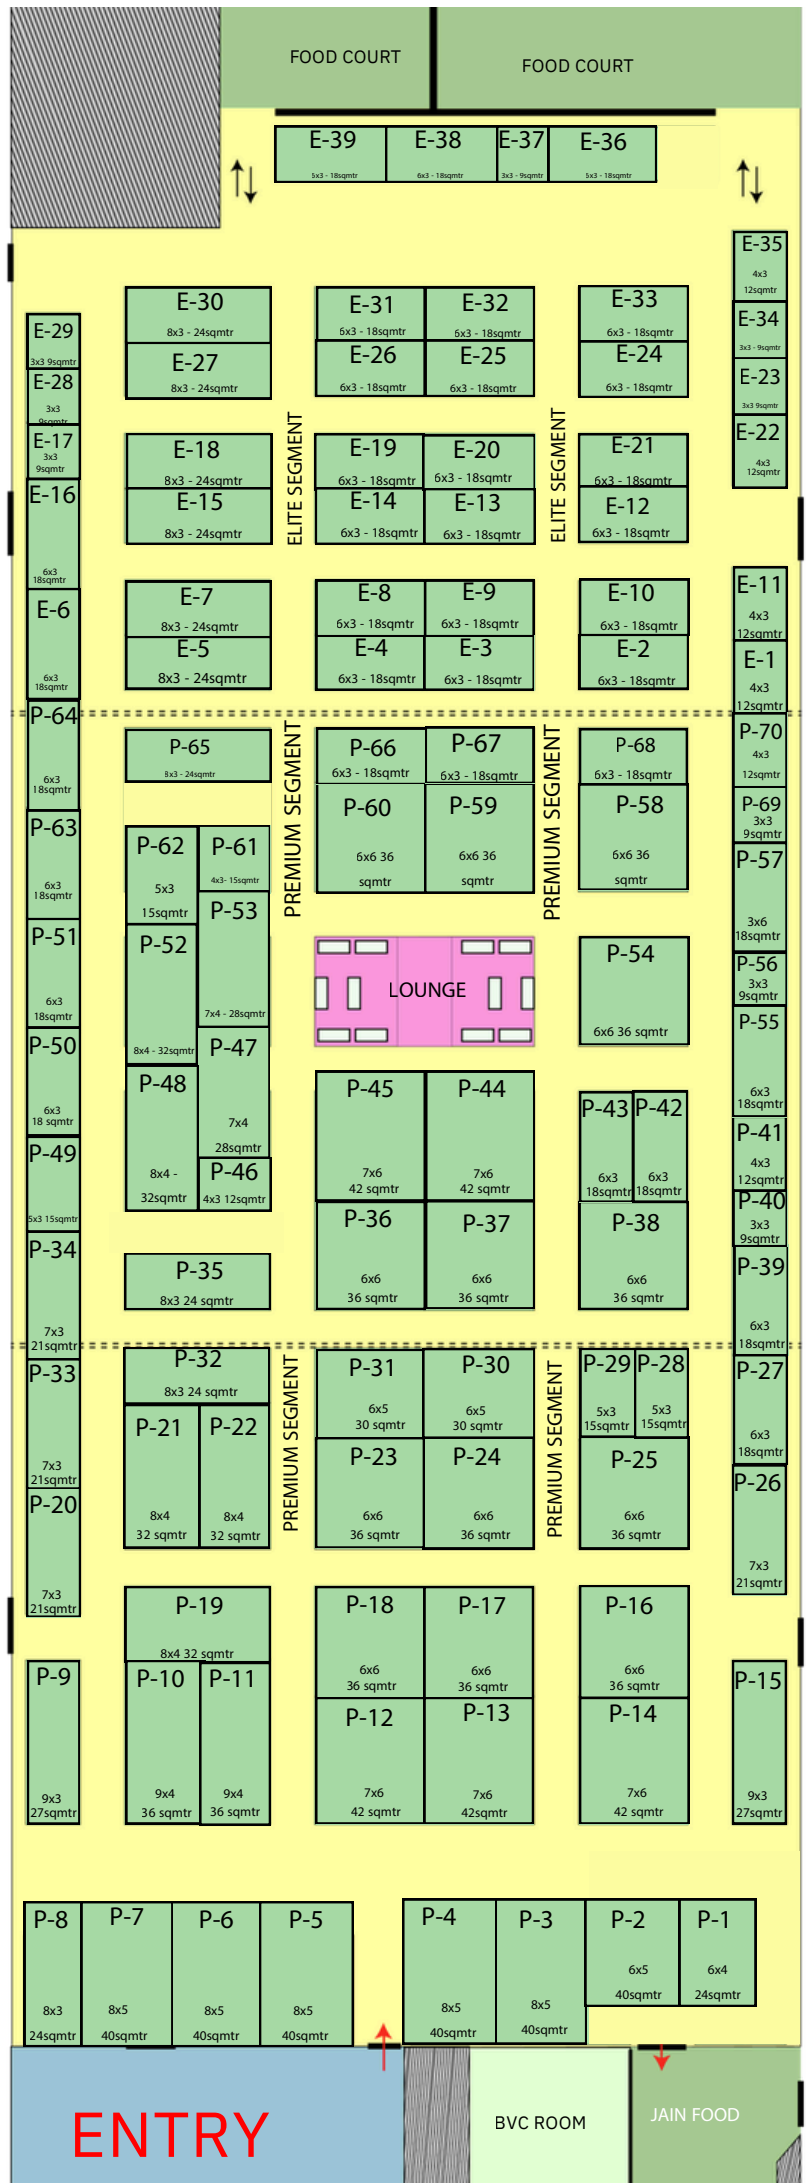 FOOD COURT
FOOD COURT
E-39
6x3 - 18sqmtr
E-38
6x3 - 18sqmtr
E-37
3x3 - 9sqmtr
E-36
6x3 - 18sqmtr
E-35
4x3
12sqmtr
E-34
3x3 - 9sqmtr
E-23
3x3 9sqmtr
E-22
4x3
12sqmtr
E-29
3x3 9sqmtr
E-28
3x3
9sqmtr
E-17
3x3
9sqmtr
E-16
6x3
18sqmtr
E-6
6x3
18sqmtr
E-30
8x3 - 24sqmtr
E-27
8x3 - 24sqmtr
E-31
6x3 - 18sqmtr
E-32
6x3 - 18sqmtr
E-26
6x3 - 18sqmtr
E-25
6x3 - 18sqmtr
E-33
6x3 - 18sqmtr
E-24
6x3 - 18sqmtr
ELITE SEGMENT
ELITE SEGMENT
E-18
8x3 - 24sqmtr
E-15
8x3 - 24sqmtr
E-19
6x3 - 18sqmtr
E-20
6x3 - 18sqmtr
E-14
6x3 - 18sqmtr
E-13
6x3 - 18sqmtr
E-21
6x3 - 18sqmtr
E-12
6x3 - 18sqmtr
E-7
8x3 - 24sqmtr
E-5
8x3 - 24sqmtr
E-8
6x3 - 18sqmtr
E-9
6x3 - 18sqmtr
E-4
6x3 - 18sqmtr
E-3
6x3 - 18sqmtr
E-10
6x3 - 18sqmtr
E-2
6x3 - 18sqmtr
E-11
4x3
12sqmtr
E-1
4x3
12sqmtr
P-64
6x3
18sqmtr
P-63
6x3
18sqmtr
P-51
6x3
18sqmtr
P-50
6x3
18 sqmtr
P-49
5x3 15sqmtr
P-34
7x3
21sqmtr
P-65
8x3 - 24sqmtr
P-62
5x3
15sqmtr
P-61
4x3- 15sqmtr
P-53
7x4 - 28sqmtr
P-52
8x4 - 32sqmtr
P-47
7x4
28sqmtr
P-48
8x4 -
32sqmtr
P-46
4x3 12sqmtr
P-35
8x3 24 sqmtr
PREMIUM SEGMENT
PREMIUM SEGMENT
P-66
6x3 - 18sqmtr
P-67
6x3 - 18sqmtr
P-60
6x6 36
sqmtr
P-59
6x6 36
sqmtr
P-68
6x3 - 18sqmtr
P-58
6x6 36
sqmtr
LOUNGE
P-54
6x6 36 sqmtr
P-45
7x6
42 sqmtr
P-44
7x6
42 sqmtr
P-36
6x6
36 sqmtr
P-37
6x6
36 sqmtr
P-43
6x3
18sqmtr
P-42
6x3
18sqmtr
P-38
6x6
36 sqmtr
P-70
4x3
12sqmtr
P-69
3x3
9sqmtr
P-57
3x6
18sqmtr
P-56
3x3
9sqmtr
P-55
6x3
18sqmtr
P-41
4x3
12sqmtr
P-40
3x3
9sqmtr
P-39
6x3
18sqmtr
P-33
7x3
21sqmtr
P-20
7x3
21sqmtr
P-32
8x3 24 sqmtr
P-21
8x4
32 sqmtr
P-22
8x4
32 sqmtr
PREMIUM SEGMENT
PREMIUM SEGMENT
P-31
6x5
30 sqmtr
P-30
6x5
30 sqmtr
P-23
6x6
36 sqmtr
P-24
6x6
36 sqmtr
P-29
5x3
15sqmtr
P-28
5x3
15sqmtr
P-25
6x6
36 sqmtr
P-27
6x3
18sqmtr
P-26
7x3
21sqmtr
P-19
8x4 32 sqmtr
P-10
9x4
36 sqmtr
P-11
9x4
36 sqmtr
P-18
6x6
36 sqmtr
P-17
6x6
36 sqmtr
P-12
7x6
42 sqmtr
P-13
7x6
42sqmtr
P-16
6x6
36 sqmtr
P-14
7x6
42 sqmtr
P-9
9x3
27sqmtr
P-15
9x3
27sqmtr
P-8
8x3
24sqmtr
P-7
8x5
40sqmtr
P-6
8x5
40sqmtr
P-5
8x5
40sqmtr
P-4
8x5
40sqmtr
P-3
8x5
40sqmtr
P-2
6x5
40sqmtr
P-1
6x4
24sqmtr
ENTRY
BVC ROOM
JAIN FOOD